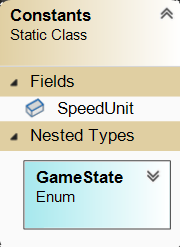 Constants
Static Class
Fields
SpeedUnit
Nested Types
GameState
Enum